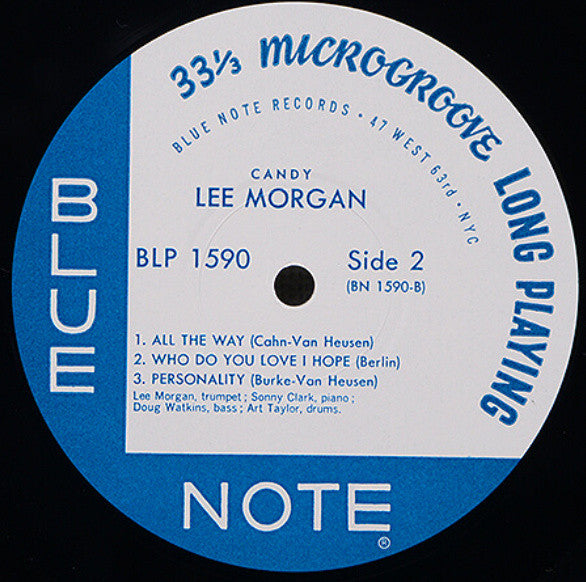 33⅓ MICROGROOVE LONG PLAYING
BLUE NOTE RECORDS • 47 WEST 63rd • NYC
CANDY
LEE MORGAN
BLP 1590
Side 2
(BN 1590-B)
1. ALL THE WAY (Cahn-Van Heusen)
2. WHO DO YOU LOVE I HOPE (Berlin)
3. PERSONALITY (Burke-Van Heusen)
Lee Morgan, trumpet; Sonny Clark, piano;
Doug Watkins, bass; Art Taylor, drums.
BLUE
NOTE
®